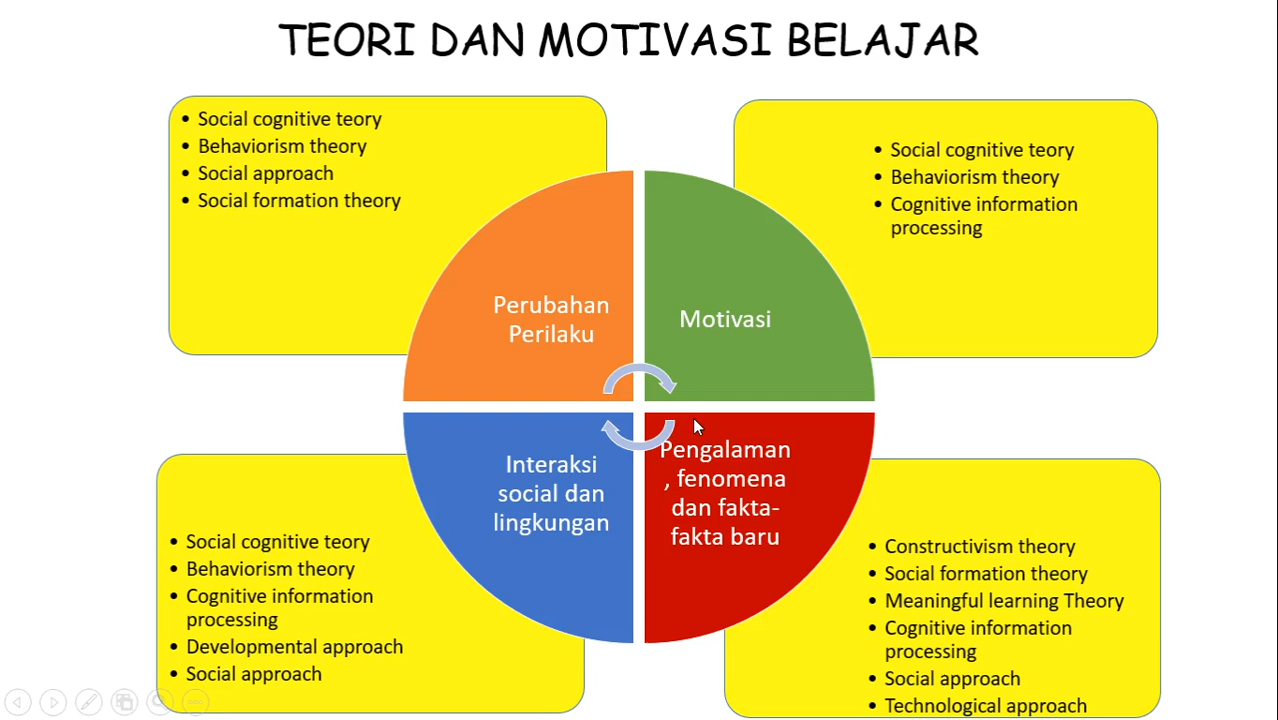 TEORI DAN MOTIVASI BELAJAR
• Social cognitive teory
• Behaviorism theory
• Social approach
• Social formation theory
• Social cognitive teory
• Behaviorism theory
• Cognitive information
processing
Perubahan
Perilaku
Motivasi
Interaksi
social dan
lingkungan
Pengalaman
, fenomena
dan fakta-
fakta baru
• Social cognitive teory
• Behaviorism theory
• Cognitive information
processing
• Developmental approach
• Social approach
• Constructivism theory
• Social formation theory
• Meaningful learning Theory
• Cognitive information
processing
• Social approach
• Technological approach